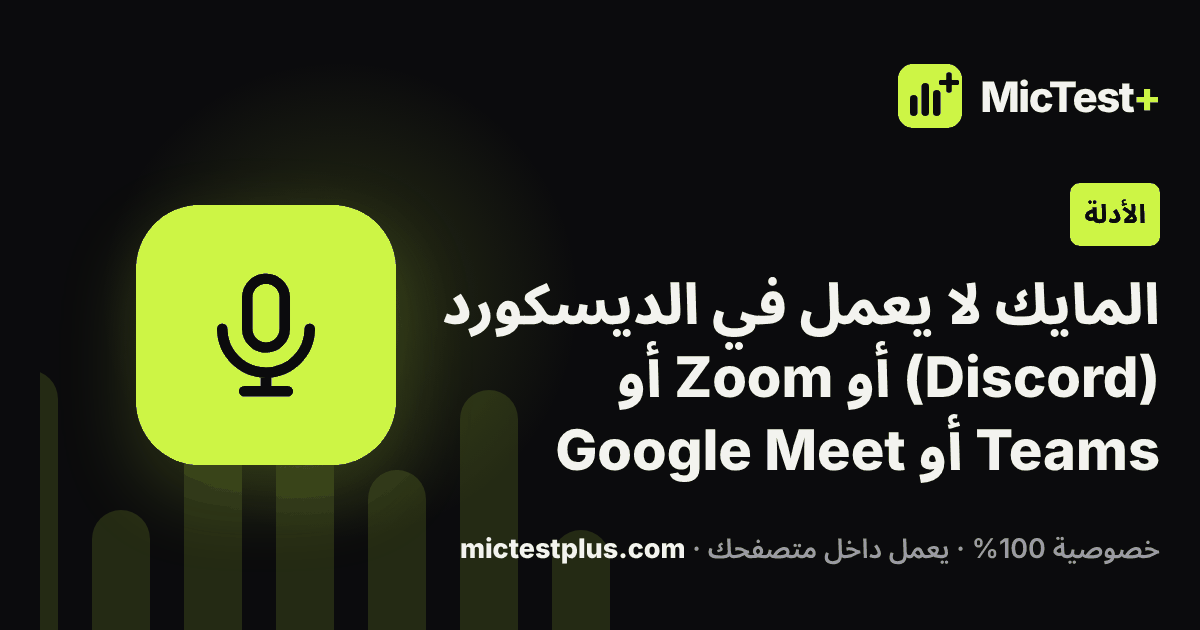 MicTest+
الأدلة
المايك لا يعمل في الديسكورد
(Discord) أو Zoom أو
Teams أو Google Meet
خصوصية 100% · يعمل داخل متصفحك · mictestplus.com